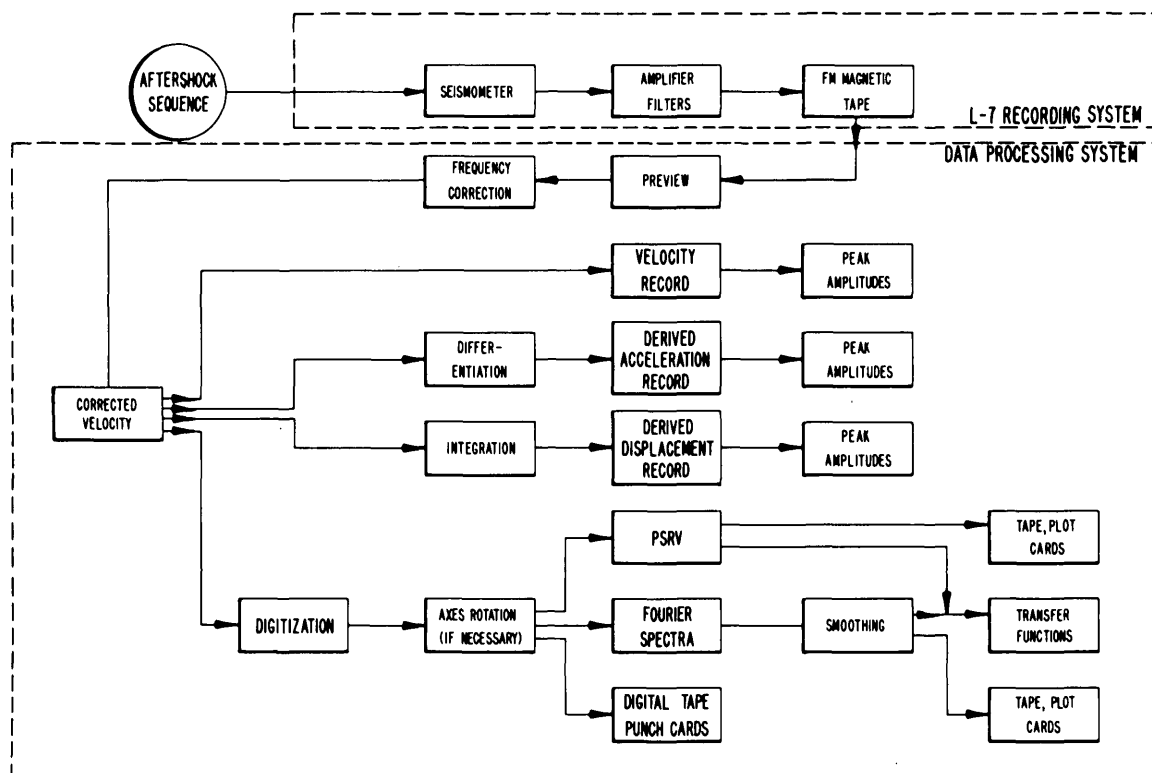 AFTERSHOCK
SEQUENCE
SEISMOMETER
AMPLIFIER
FILTERS
FM MAGNETIC
TAPE
L-7 RECORDING SYSTEM
DATA PROCESSING SYSTEM
FREQUENCY
CORRECTION
PREVIEW
VELOCITY
RECORD
PEAK
AMPLITUDES
DIFFER-
ENTIATION
DERIVED
ACCELERATION
RECORD
PEAK
AMPLITUDES
CORRECTED
VELOCITY
INTEGRATION
DERIVED
DISPLACEMENT
RECORD
PEAK
AMPLITUDES
PSRV
TAPE, PLOT
CARDS
DIGITIZATION
AXES ROTATION
(IF NECESSARY)
FOURIER
SPECTRA
SMOOTHING
TRANSFER
FUNCTIONS
DIGITAL TAPE
PUNCH CARDS
TAPE, PLOT
CARDS